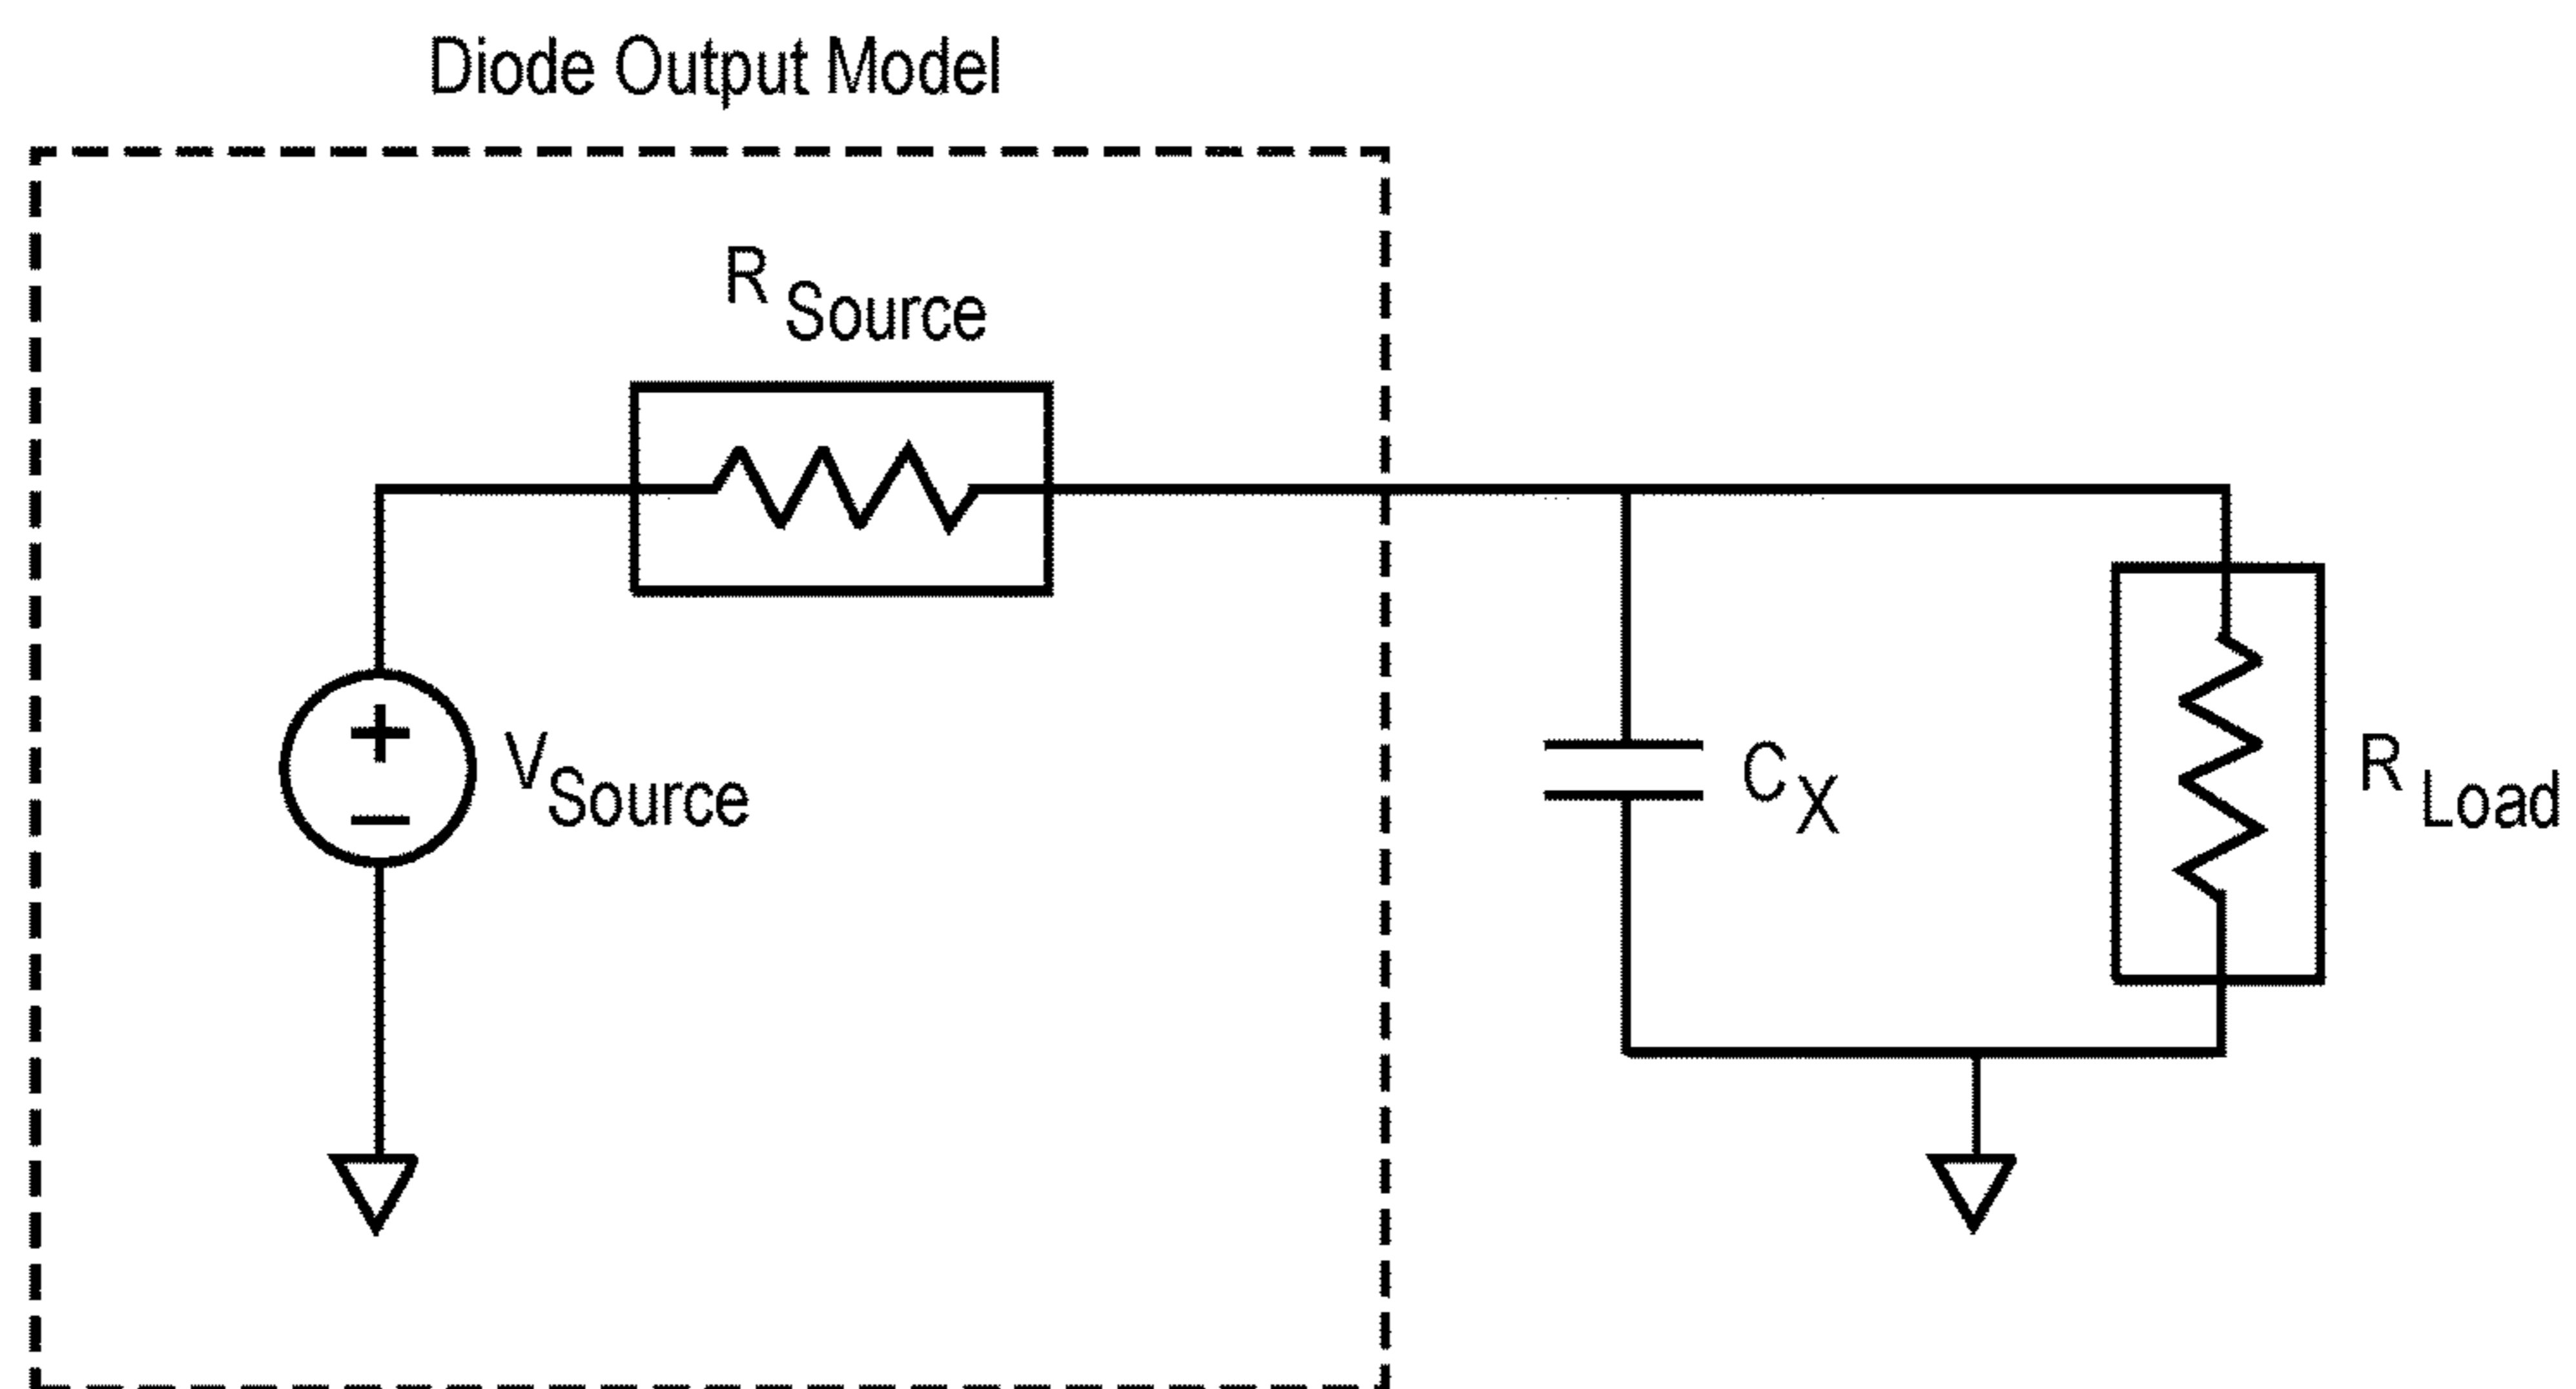 Diode Output Model
R Source
+
−
V Source
C X
R Load